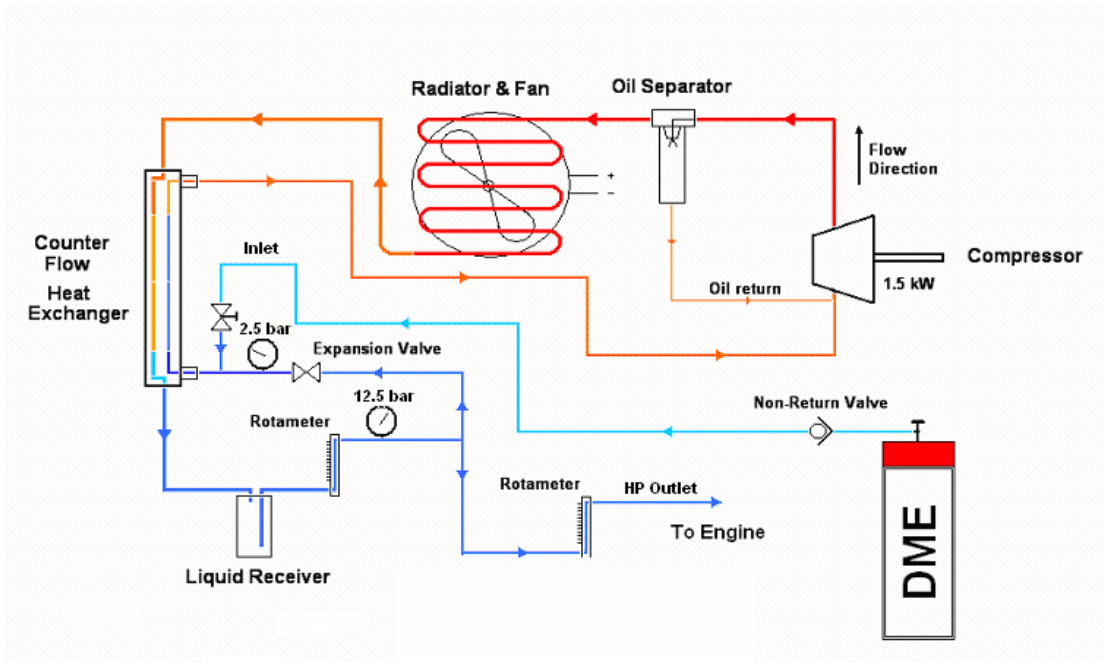 Radiator & Fan
Oil Separator
Flow
Direction
+
−
Counter
Flow
Heat
Exchanger
Inlet
Compressor
1.5 kW
Oil return
2.5 bar
Expansion Valve
12.5 bar
Non-Return Valve
Rotameter
Rotameter
HP Outlet
To Engine
DME
Liquid Receiver